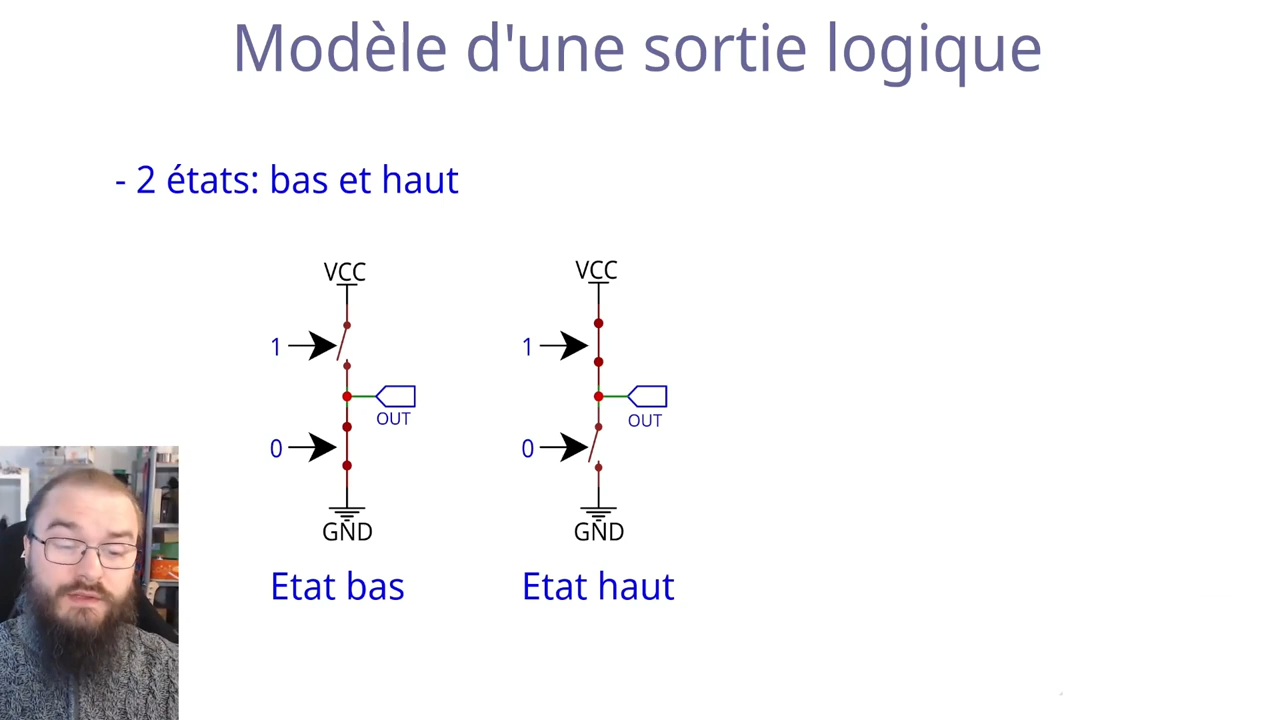 Modèle d'une sortie logique
- 2 états: bas et haut
VCC
1
OUT
0
GND
Etat bas
VCC
1
OUT
0
GND
Etat haut